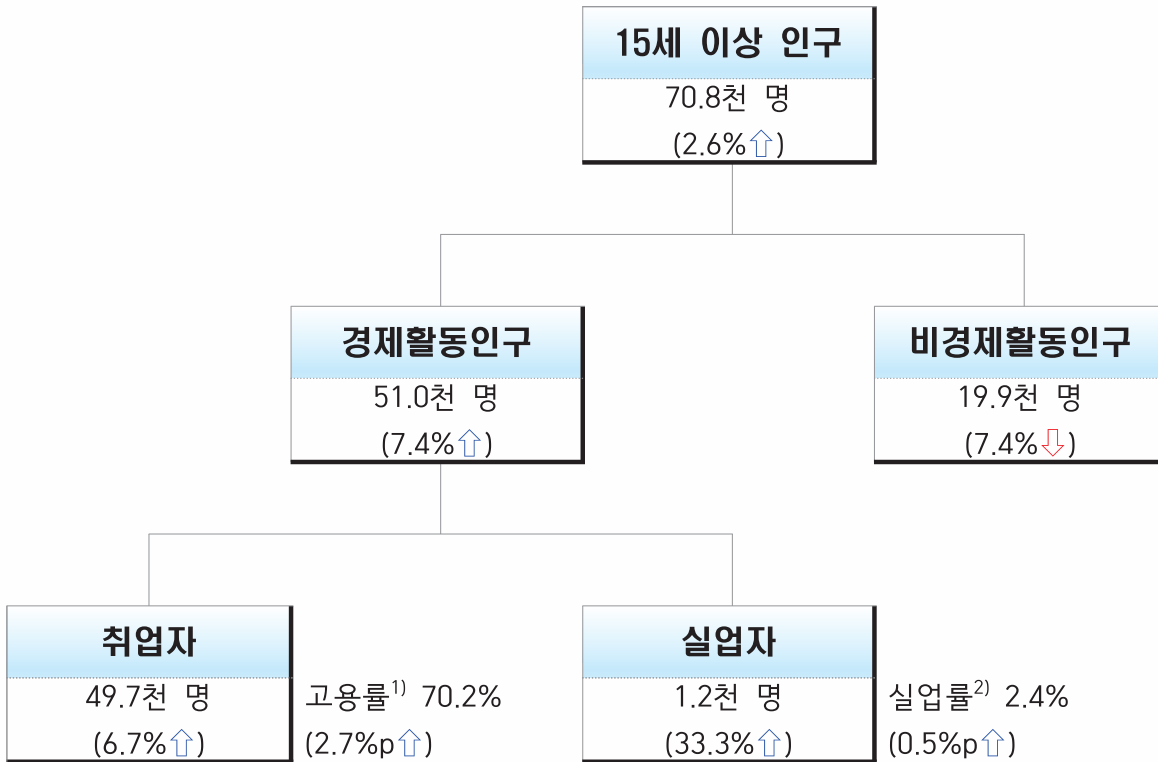 15세 이상 인구
70.8천 명
(2.6%⇧)
경제활동인구
51.0천 명
(7.4%⇧)
비경제활동인구
19.9천 명
(7.4%⇩)
취업자
49.7천 명
(6.7%⇧)
고용률1) 70.2%
(2.7%p⇧)
실업자
1.2천 명
(33.3%⇧)
실업률2) 2.4%
(0.5%p⇧)